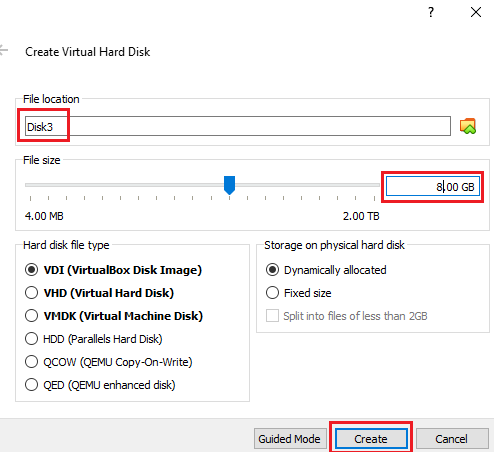 ?
Create Virtual Hard Disk
File location
Disk3
File size
8.00 GB
4.00 MB 2.00 TB
Hard disk file type
VDI (VirtualBox Disk Image)
VHD (Virtual Hard Disk)
VMDK (Virtual Machine Disk)
HDD (Parallels Hard Disk)
QCOW (QEMU Copy-On-Write)
QED (QEMU enhanced disk)
Storage on physical hard disk
Dynamically allocated
Fixed size
Split into files of less than 2GB
Guided Mode Create Cancel